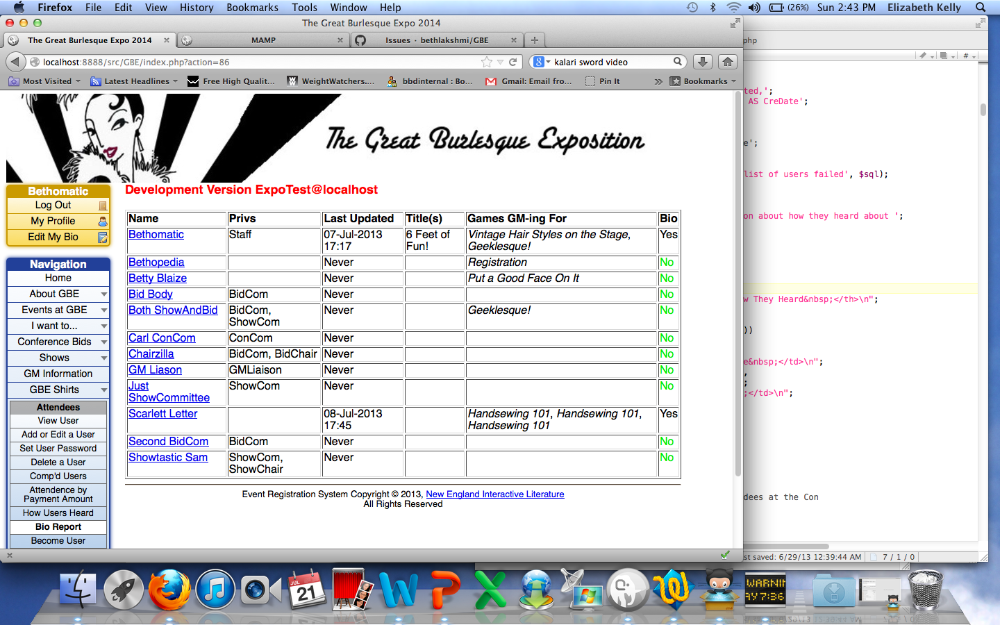 Firefox File Edit View History Bookmarks Tools Window Help (26%) Sun 2:43 PM Elizabeth Kelly
The Great Burlesque Expo 2014
The Great Burlesque Expo 2014 MAMP Issues · bethlakshmi/GBE
localhost:8888/src/GBE/index.php?action=86 kalari sword video
Most Visited Latest Headlines Free High Qualit... WeightWatchers.... bbdinternal : Bo... Gmail: Email fro... Pin It » Bookmarks
The Great Burlesque Exposition
Development Version ExpoTest@localhost
Bethomatic
Log Out
My Profile
Edit My Bio
Navigation
Home
About GBE
Events at GBE
I want to...
Conference Bids
Shows
GM Information
GBE Shirts
Attendees
View User
Add or Edit a User
Set User Password
Delete a User
Comp'd Users
Attendence by
Payment Amount
How Users Heard
Bio Report
Become User
Name Privs Last Updated Title(s) Games GM-ing For Bio
Bethomatic Staff 07-Jul-2013 6 Feet of Vintage Hair Styles on the Stage, Yes
17:17 Fun! Geeklesque!
Bethopedia Never Registration No
Betty Blaize Never Put a Good Face On It No
Bid Body BidCom Never No
Both ShowAndBid BidCom, Never Geeklesque! No
ShowCom
Carl ConCom ConCom Never No
Chairzilla BidCom, BidChair Never No
GM Liason GMLiaison Never No
Just ShowCom Never No
ShowCommittee
Scarlett Letter 08-Jul-2013 Handsewing 101, Handsewing 101, Yes
17:45 Handsewing 101
Second BidCom BidCom Never No
Showtastic Sam ShowCom, Never No
ShowChair
Event Registration System Copyright © 2013, New England Interactive Literature
All Rights Reserved
php
#
ted,';
AS CreDate';
e';
list of users failed', $sql);
on about how they heard about ';
w They Heard&nbsp;</th>\n";
))
e&nbsp;</td>\n";
,
;
;</td>\n";
dees at the Con
st saved: 6/29/13 12:39:44 AM 7 / 1 / 0
JUL
21
W P X
WARNIN
AY 7:36